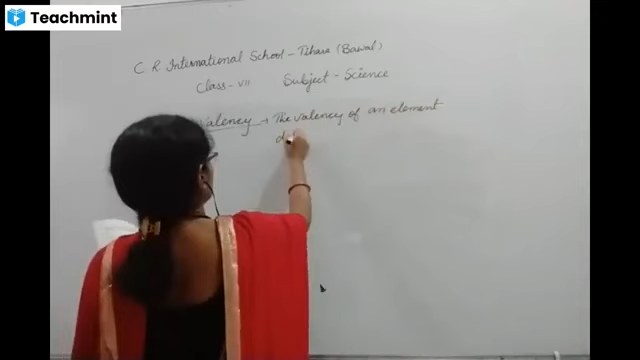 Teachmint
C R International School - Tihara (Bawal)
Class - VII Subject - Science
Valency → The valency of an element